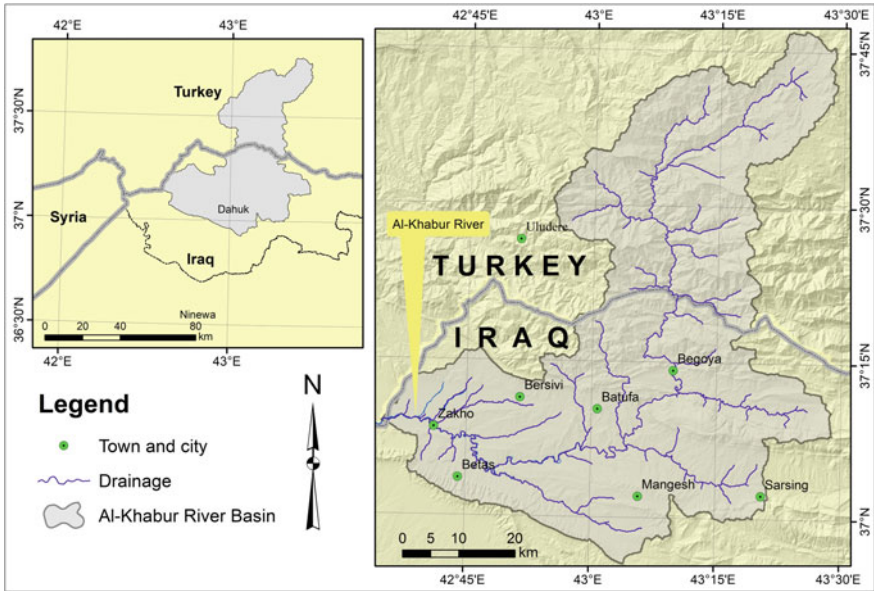 42°E
43°E
37°30'N
37°N
36°30'N
Turkey
Dahuk
Syria
Iraq
Ninewa
0 20 40 80
km
42°E
43°E
Legend
Town and city
Drainage
Al-Khabur River Basin
N
42°45'E
43°E
43°15'E
43°30'E
37°45'N
37°30'N
37°15'N
37°N
Al-Khabur River
Uludere
TURKEY
IRAQ
Begoya
Bersivi
Batufa
Zakho
Betas
Mangesh
Sarsing
0 5 10 20
km
42°45'E
43°E
43°15'E
43°30'E